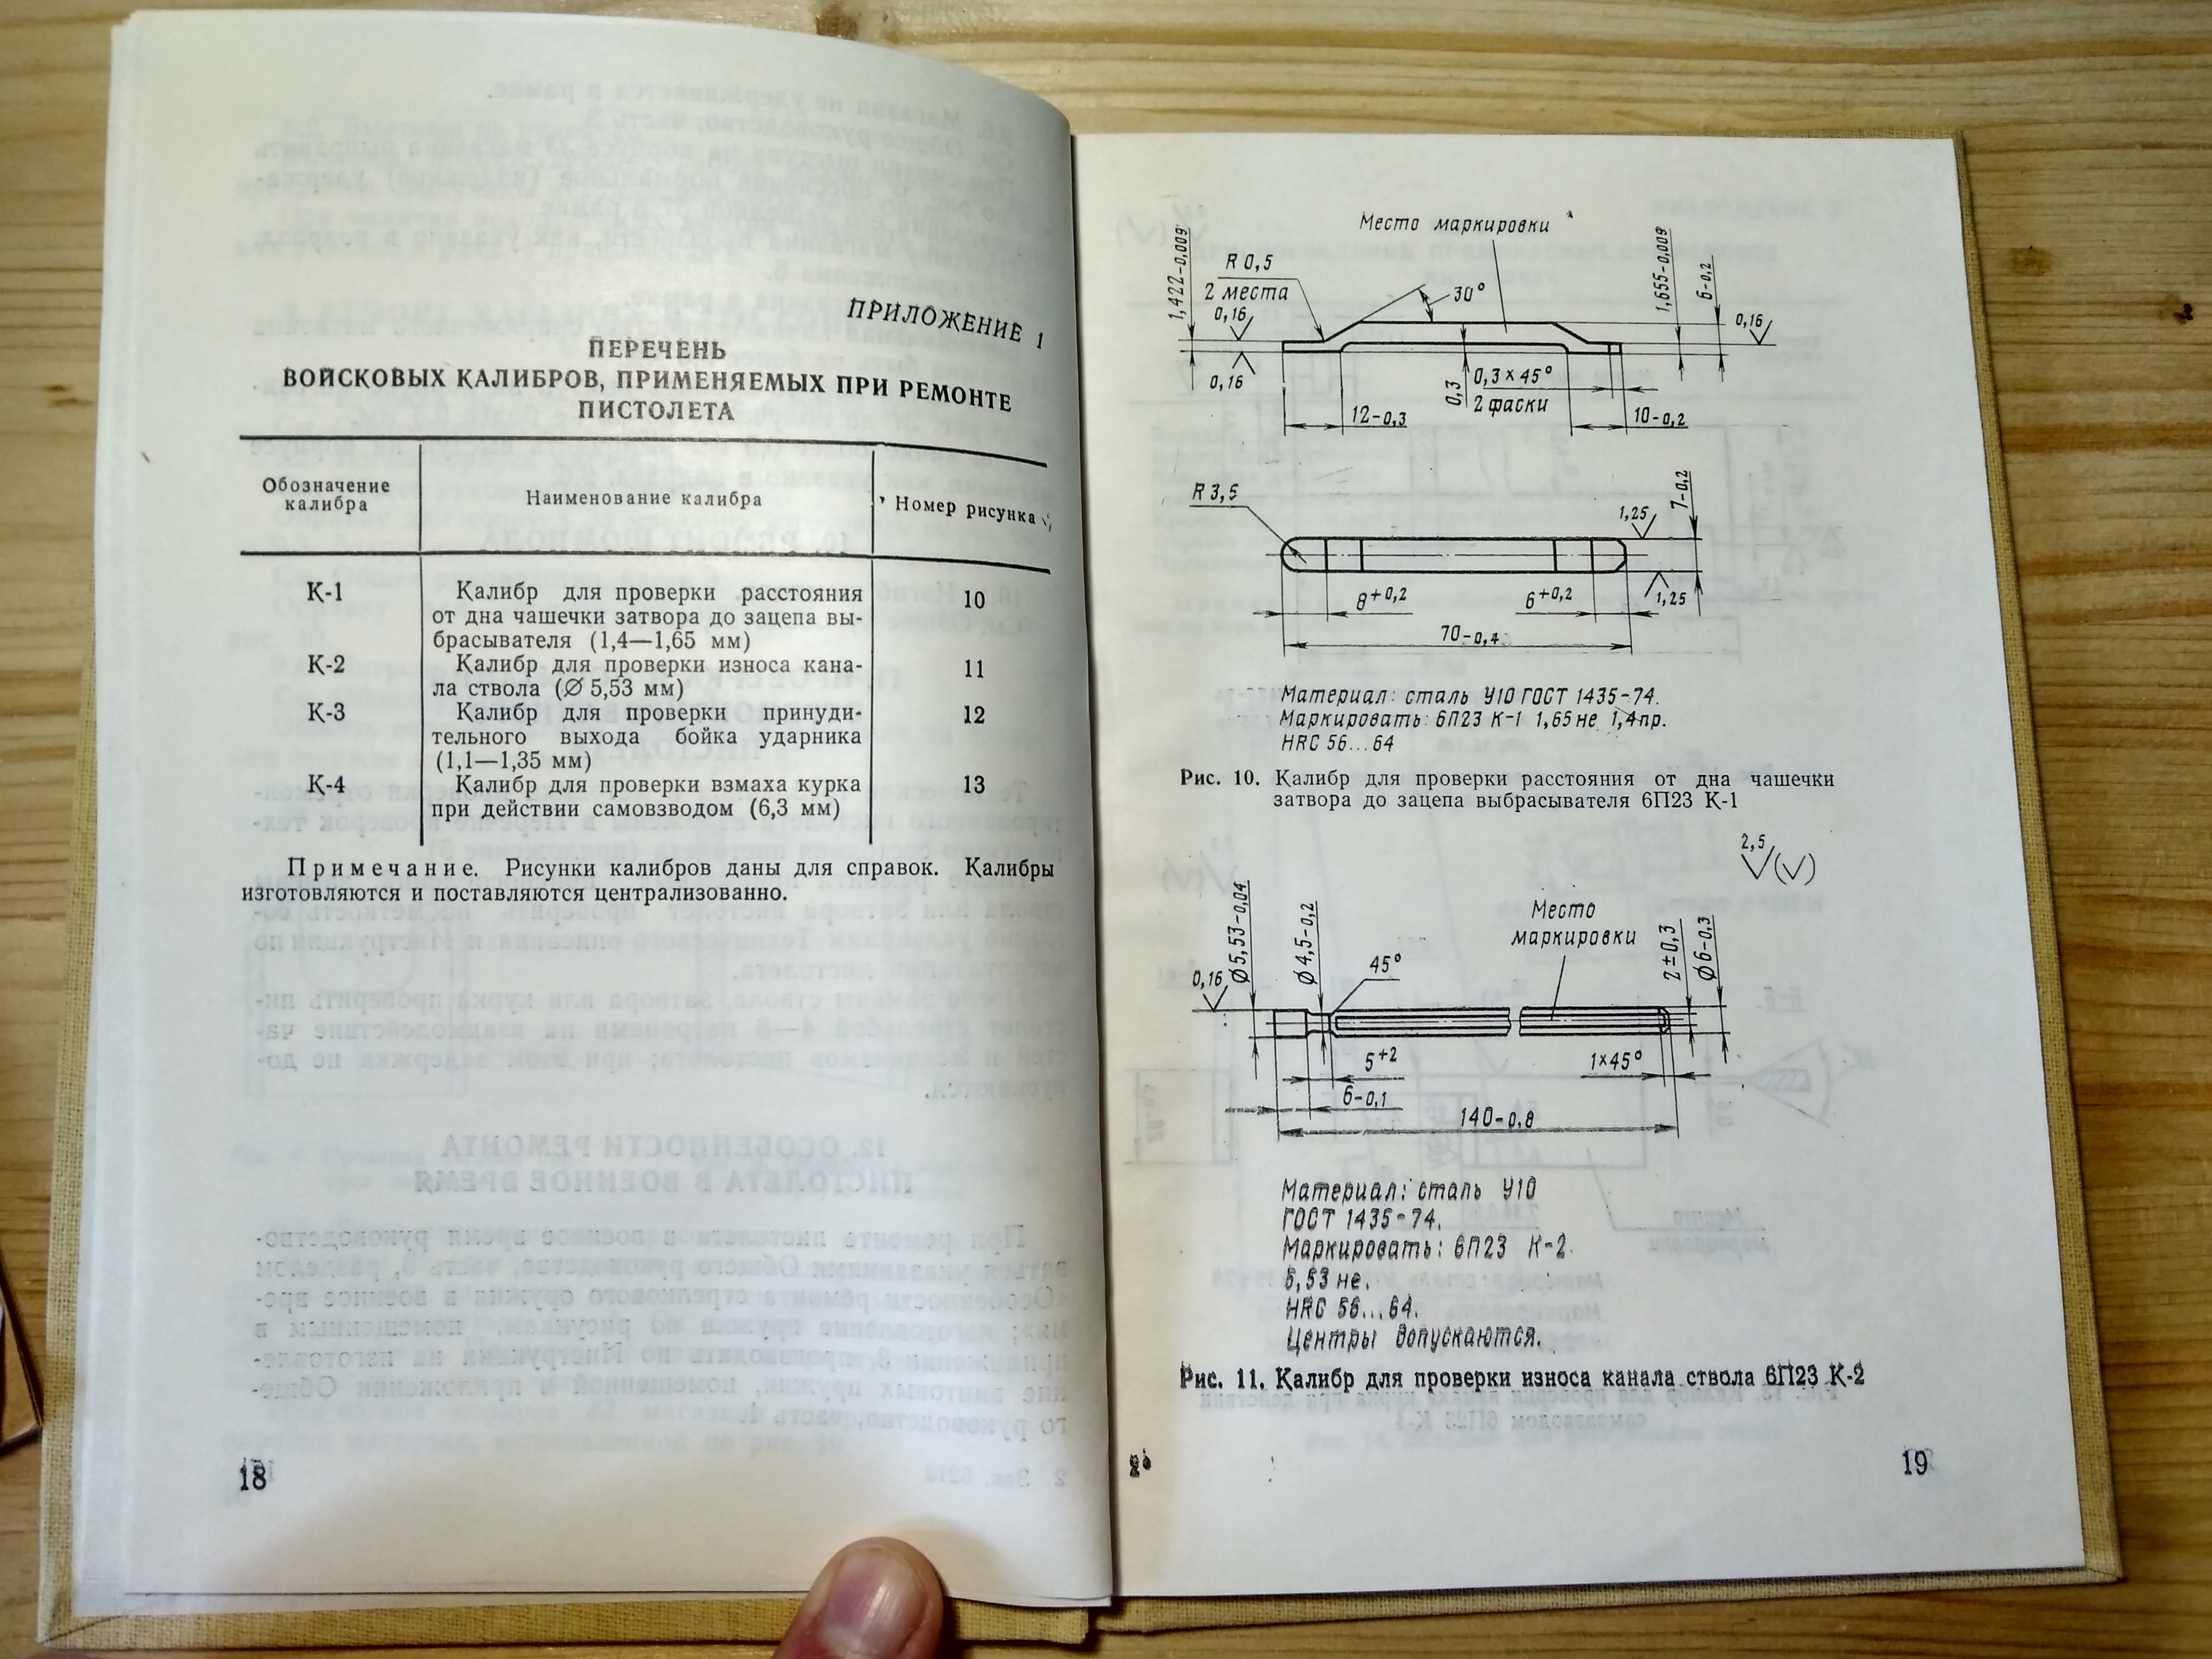 ПРИЛОЖЕНИЕ 1
ПЕРЕЧЕНЬ
ВОЙСКОВЫХ КАЛИБРОВ, ПРИМЕНЯЕМЫХ ПРИ РЕМОНТЕ
ПИСТОЛЕТА
Обозначение
калибра
Наименование калибра
Номер рисунка
К-1
Калибр для проверки расстояния
от дна чашечки затвора до зацепа вы-
брасывателя (1,4—1,65 мм)
10
К-2
Калибр для проверки износа кана-
ла ствола (∅ 5,53 мм)
11
К-3
Калибр для проверки принуди-
тельного выхода бойка ударника
(1,1—1,35 мм)
12
К-4
Калибр для проверки взмаха курка
при действии самовзводом (6,3 мм)
13
Примечание. Рисунки калибров даны для справок. Калибры
изготовляются и поставляются централизованно.
18
Место маркировки
1,422-0,009
R 0,5
2 места
0,16
0,16
30°
1,655-0,009
6-0,2
0,16
0,3
0,3×45°
2 фаски
12-0,3
10-0,2
R 3,5
1,25
7-0,2
8+0,2
6+0,2
1,25
70-0,4
Материал: сталь У10 ГОСТ 1435-74.
Маркировать: 6П23 К-1 1,65 не 1,4 пр.
HRC 56...64
Рис. 10. Калибр для проверки расстояния от дна чашечки
затвора до зацепа выбрасывателя 6П23 К-1
2,5
0,16
∅5,53-0,04
∅4,5-0,2
45°
Место
маркировки
2±0,3
∅6-0,3
5+2
1×45°
6-0,1
140-0,8
Материал: сталь У10
ГОСТ 1435-74.
Маркировать: 6П23 К-2
5,53 не.
HRC 56...64.
Центры допускаются.
Рис. 11. Калибр для проверки износа канала ствола 6П23 К-2
19